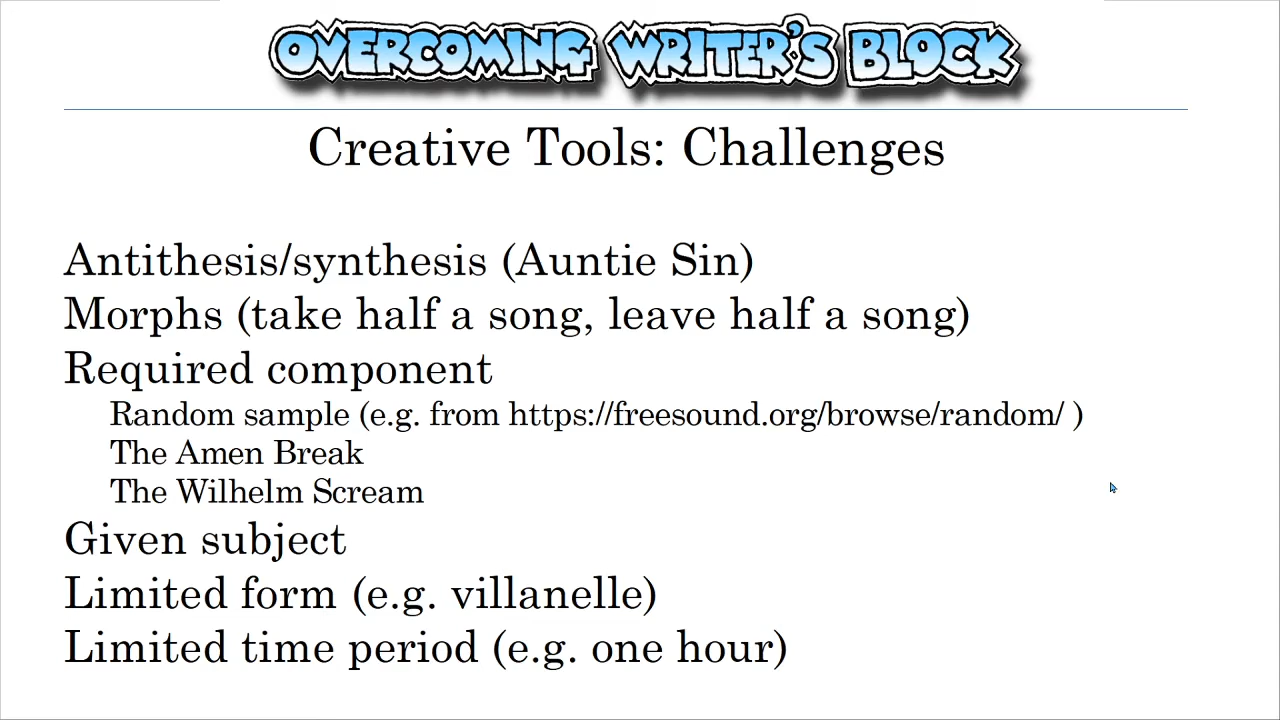 OVERCOMING WRITER'S BLOCK
Creative Tools: Challenges
Antithesis/synthesis (Auntie Sin)
Morphs (take half a song, leave half a song)
Required component
Random sample (e.g. from https://freesound.org/browse/random/ )
The Amen Break
The Wilhelm Scream
Given subject
Limited form (e.g. villanelle)
Limited time period (e.g. one hour)